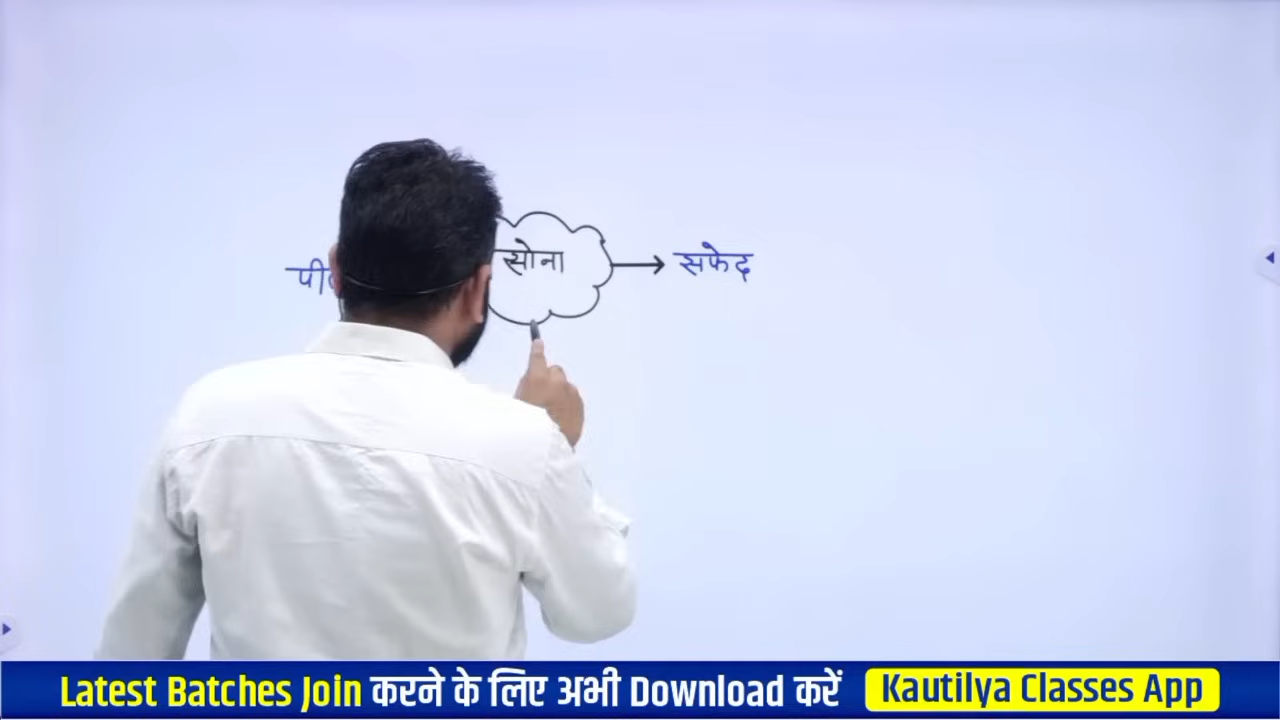 सोना
सफेद
Latest Batches Join करने के लिए अभी Download करें
Kautilya Classes App